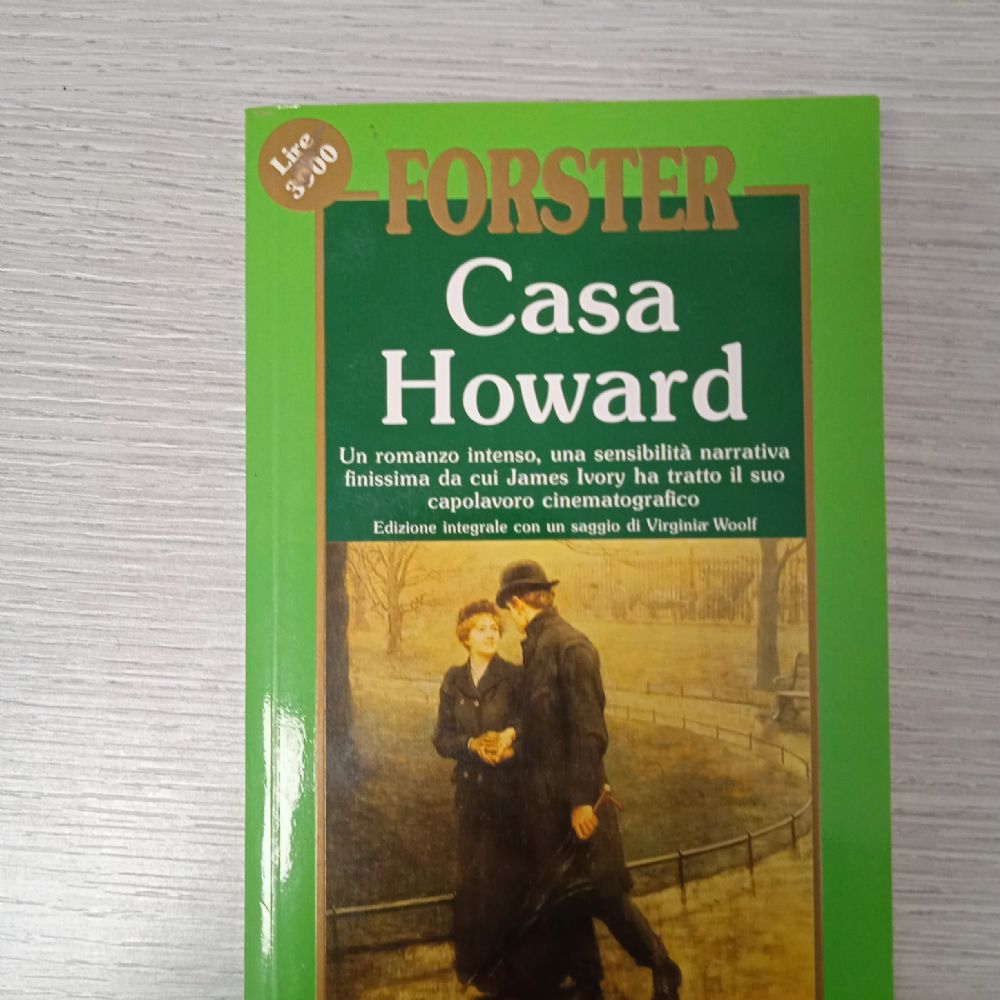 Lire
FORSTER
Casa
Howard
Un romanzo intenso, una sensibilità narrativa
finissima da cui James Ivory ha tratto il suo
capolavoro cinematografico
Edizione integrale con un saggio di Virginia Woolf